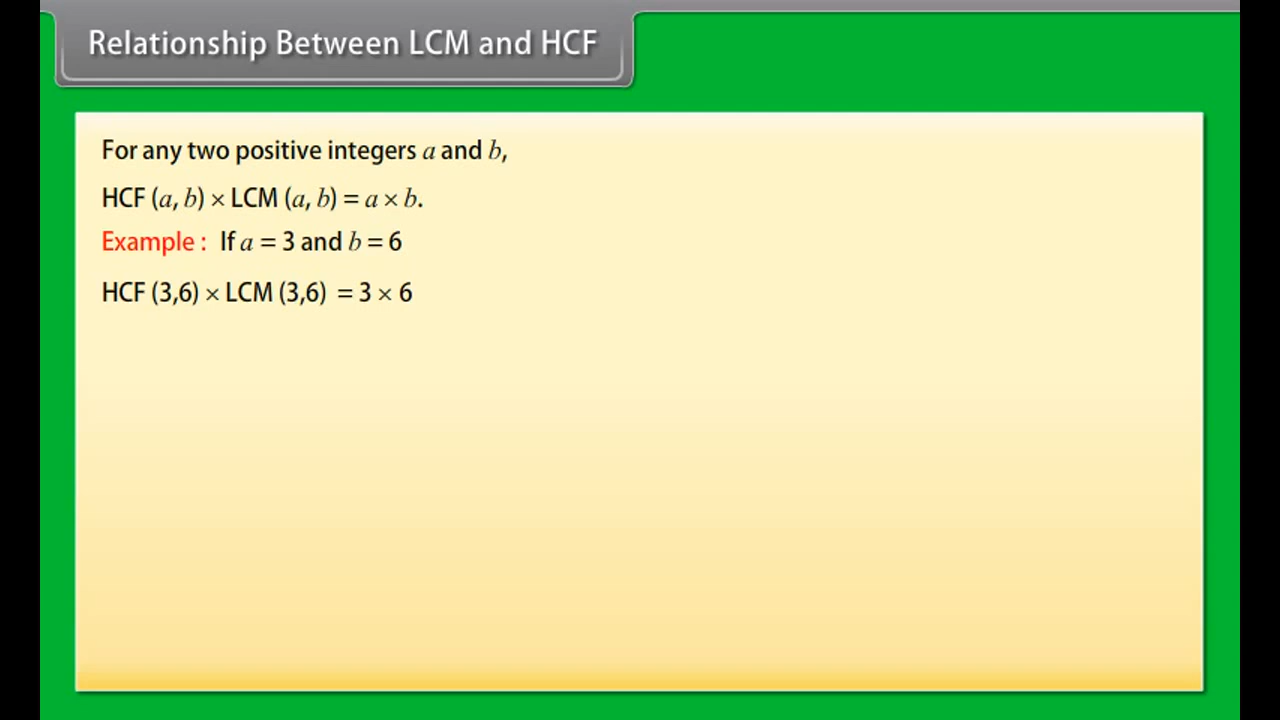 Relationship Between LCM and HCF
For any two positive integers a and b,
HCF (a, b) × LCM (a, b) = a × b.
Example : If a = 3 and b = 6
HCF (3,6) × LCM (3,6) = 3 × 6